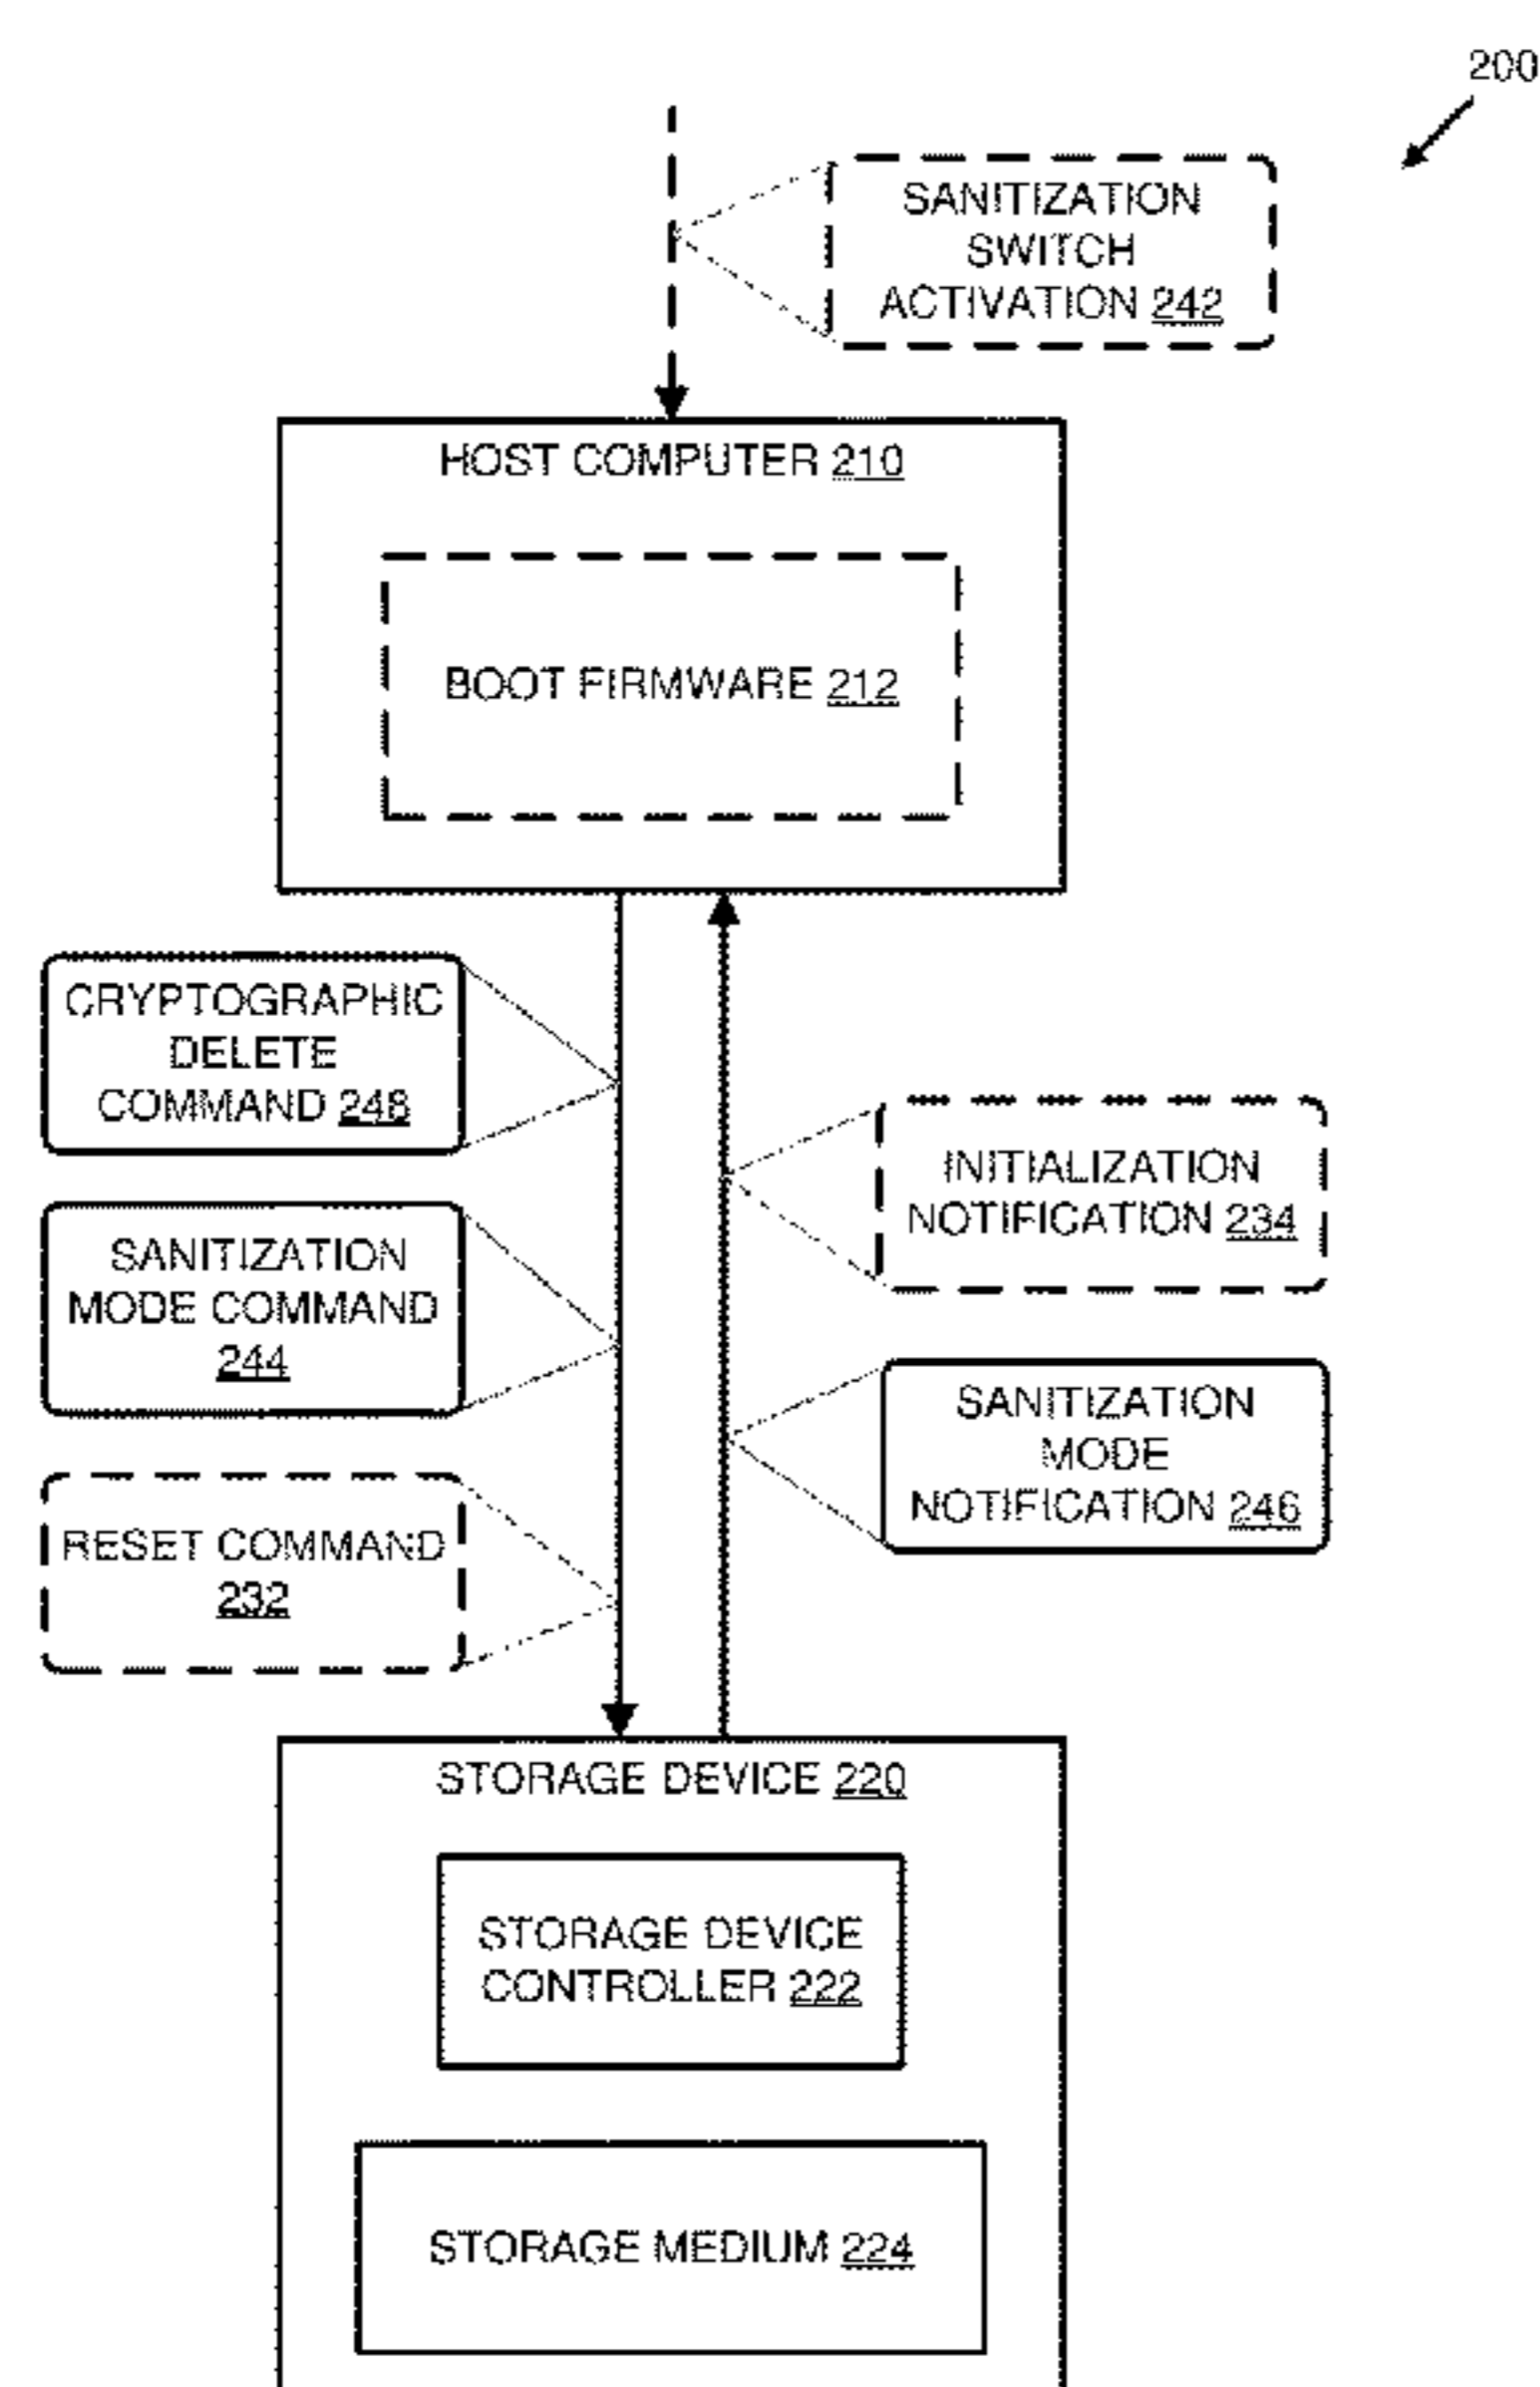 200
SANITIZATION
SWITCH
ACTIVATION 242
HOST COMPUTER 210
BOOT FIRMWARE 212
CRYPTOGRAPHIC
DELETE
COMMAND 248
INITIALIZATION
NOTIFICATION 234
SANITIZATION
MODE COMMAND
244
SANITIZATION
MODE
NOTIFICATION 246
RESET COMMAND
232
STORAGE DEVICE 220
STORAGE DEVICE
CONTROLLER 222
STORAGE MEDIUM 224